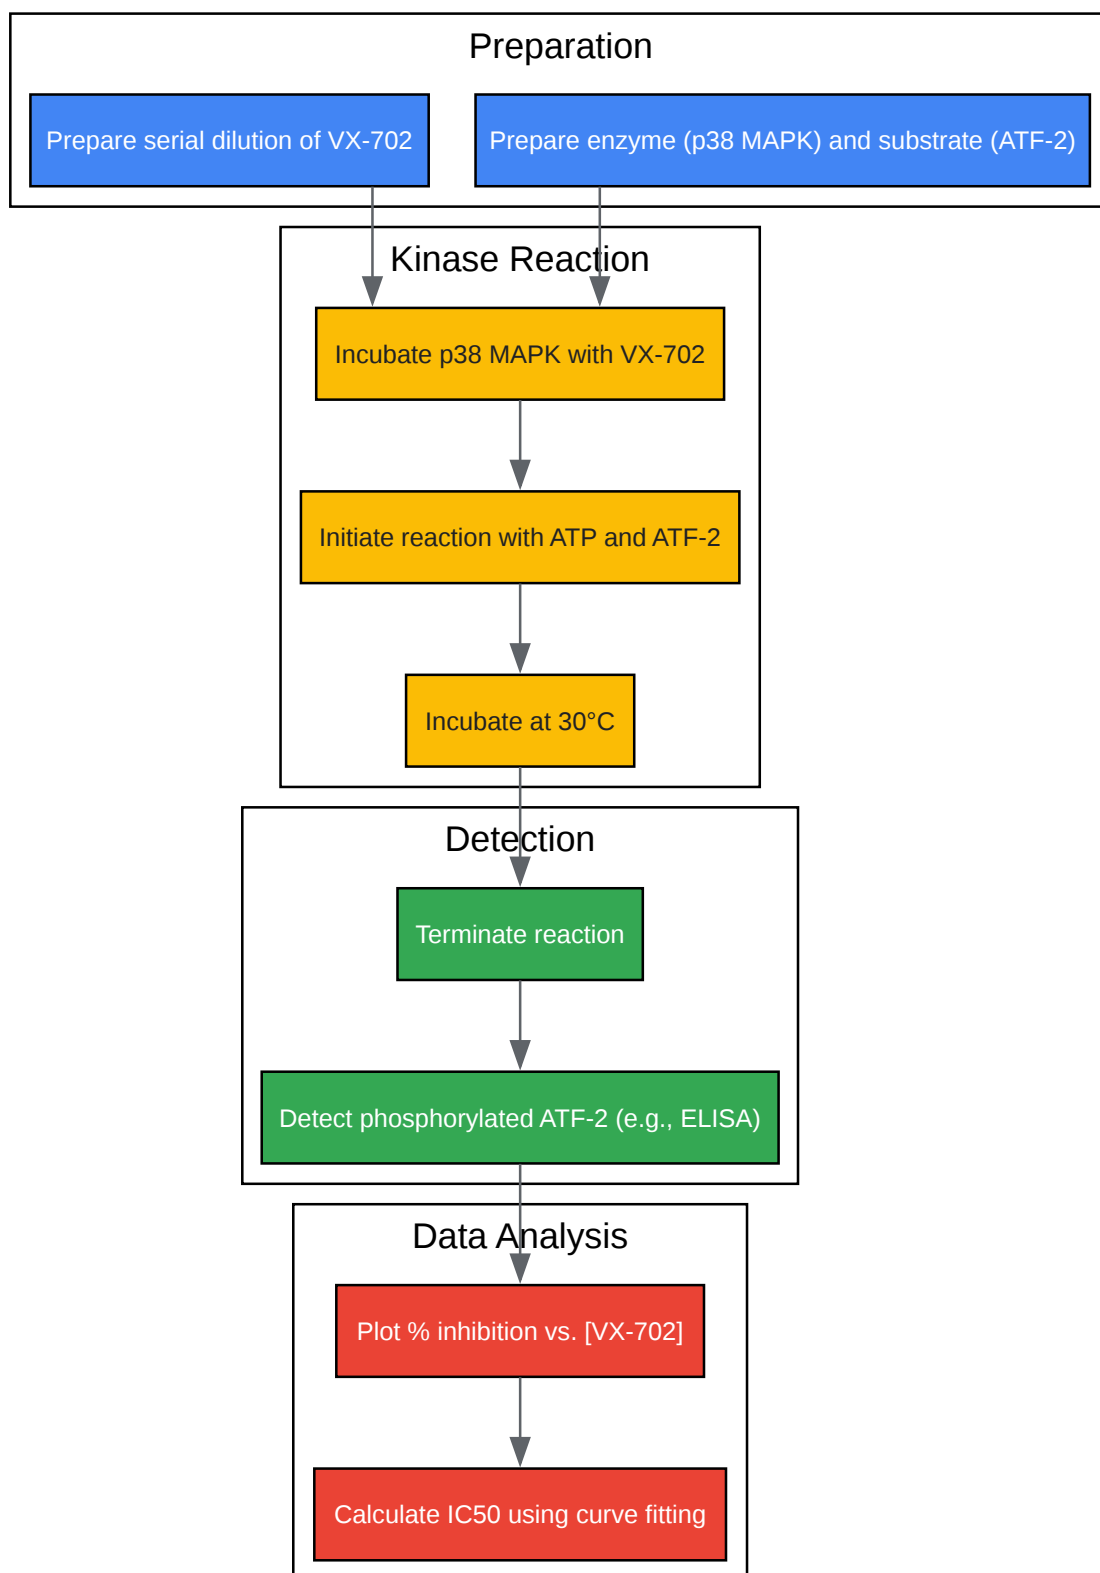 Preparation
Prepare serial dilution of VX-702
Prepare enzyme (p38 MAPK) and substrate (ATF-2)
Kinase Reaction
Incubate p38 MAPK with VX-702
Initiate reaction with ATP and ATF-2
Incubate at 30°C
Detection
Terminate reaction
Detect phosphorylated ATF-2 (e.g., ELISA)
Data Analysis
Plot % inhibition vs. [VX-702]
Calculate IC50 using curve fitting